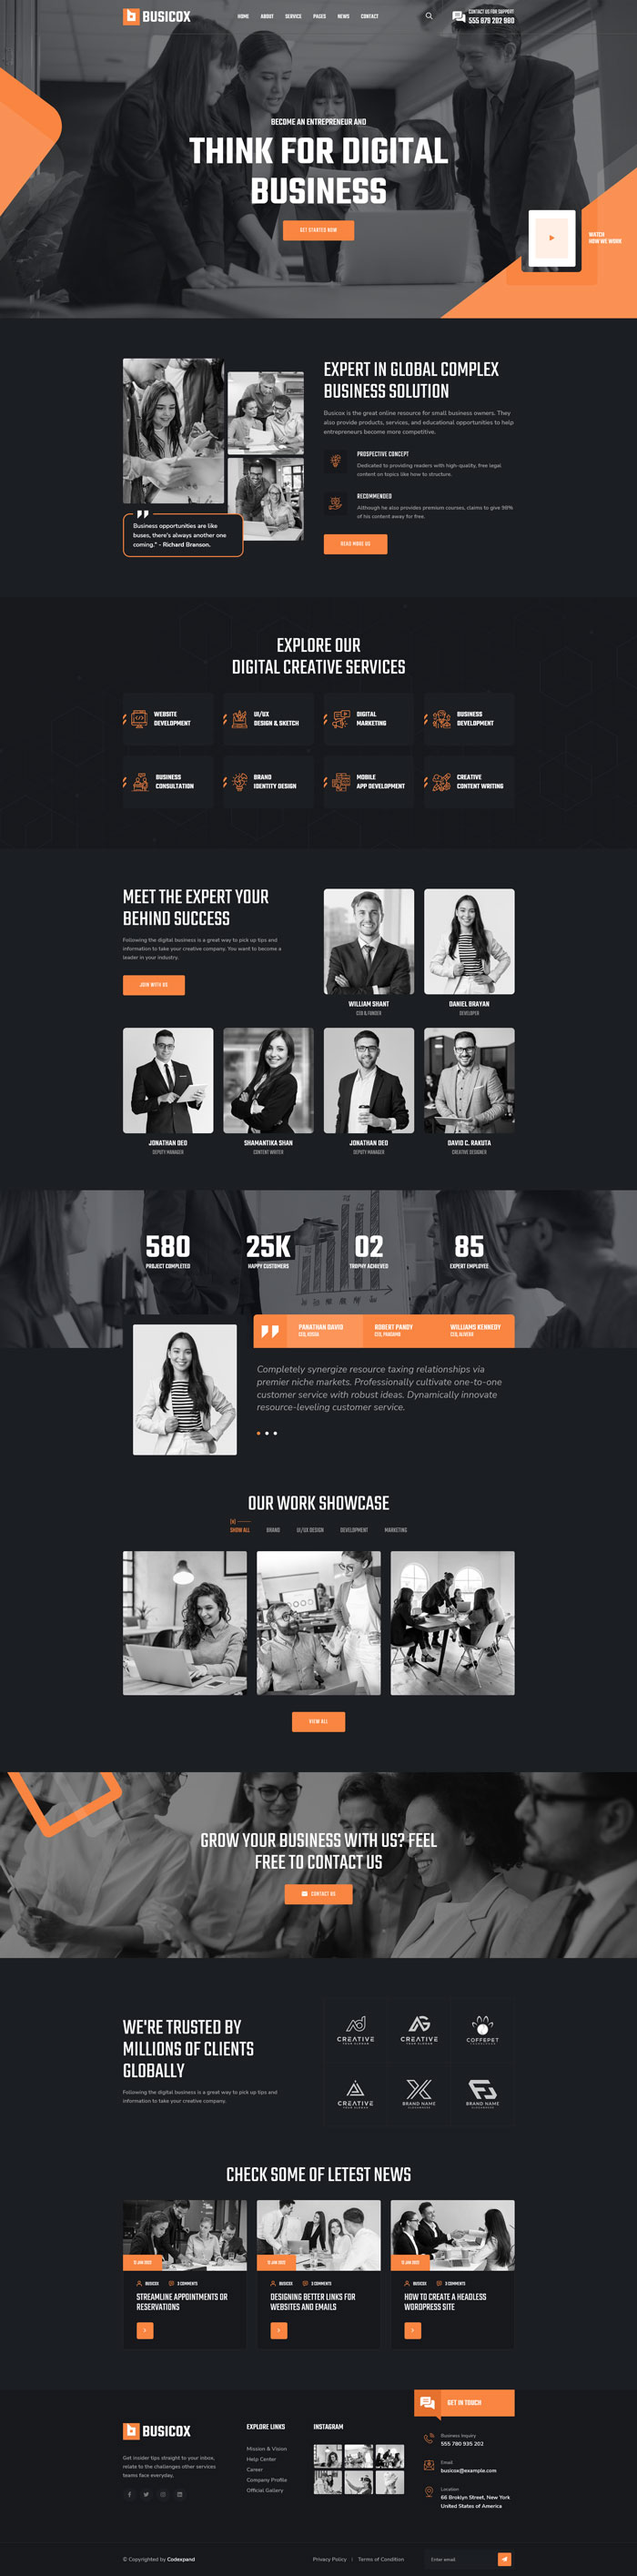 BUSICOX
HOME ABOUT SERVICE PAGES NEWS CONTACT
CONTACT US FOR SUPPORT
555 879 202 980
BECOME AN ENTREPRENEUR AND
THINK FOR DIGITAL
BUSINESS
GET STARTED NOW
WATCH
HOW WE WORK
EXPERT IN GLOBAL COMPLEX
BUSINESS SOLUTION
Busicox is the great online resource for small business owners. They
also provide products, services, and educational opportunities to help
entrepreneurs become more competitive.
PROSPECTIVE CONCEPT
Dedicated to providing readers with high-quality, free legal
content on topics like how to structure.
RECOMMENDED
Although he also provides premium courses, claims to give 98%
of his content away for free.
READ MORE US
Business opportunities are like
buses, there's always another one
coming." - Richard Branson.
EXPLORE OUR
DIGITAL CREATIVE SERVICES
WEBSITE
DEVELOPMENT
UI/UX
DESIGN & SKETCH
DIGITAL
MARKETING
BUSINESS
DEVELOPMENT
BUSINESS
CONSULTATION
BRAND
IDENTITY DESIGN
MOBILE
APP DEVELOPMENT
CREATIVE
CONTENT WRITING
MEET THE EXPERT YOUR
BEHIND SUCCESS
Following the digital business is a great way to pick up tips and
information to take your creative company. You want to become a
leader in your industry.
JOIN WITH US
WILLIAM SHANT
CEO & FUNDER
DANIEL BRAYAN
DEVELOPER
JONATHAN DEO
DEPUTY MANAGER
SHAMANTIKA SHAN
CONTENT WRITER
JONATHAN DEO
DEPUTY MANAGER
DAVID C. RAKUTA
CREATIVE DESIGNER
580
PROJECT COMPLETED
25K
HAPPY CUSTOMERS
02
TROPHY ACHIEVED
85
EXPERT EMPLOYEE
PANATHAN DAVID
ROBERT PANDY
WILLIAMS KENNEDY
Completely synergize resource taxing relationships via
premier niche markets. Professionally cultivate one-to-one
customer service with robust ideas. Dynamically innovate
resource-leveling customer service.
OUR WORK SHOWCASE
SHOW ALL BRAND UI/UX DESIGN DEVELOPMENT MARKETING
VIEW ALL
GROW YOUR BUSINESS WITH US? FEEL
FREE TO CONTACT US
CONTACT US
WE'RE TRUSTED BY
MILLIONS OF CLIENTS
GLOBALLY
Following the digital business is a great way to pick up tips and
information to take your creative company.
CREATIVE
CREATIVE
COFFEPET
CREATIVE
BRAND NAME
BRAND NAME
CHECK SOME OF LETEST NEWS
BUSICOX 3 COMMENTS
STREAMLINE APPOINTMENTS OR
RESERVATIONS
BUSICOX 3 COMMENTS
DESIGNING BETTER LINKS FOR
WEBSITES AND EMAILS
BUSICOX 3 COMMENTS
HOW TO CREATE A HEADLESS
WORDPRESS SITE
GET IN TOUCH
BUSICOX
Get insider tips straight to your inbox,
relate to the challenges other services
teams face everyday.
EXPLORE LINKS
Mission & Vision
Help Center
Career
Company Profile
Official Gallery
INSTAGRAM
Business Inquiry
555 780 935 202
Email
busicox@example.com
Location
66 Broklyn Street, New York
United States of America
© Copyrighted by Codexpand
Privacy Policy | Terms of Condition
Enter email